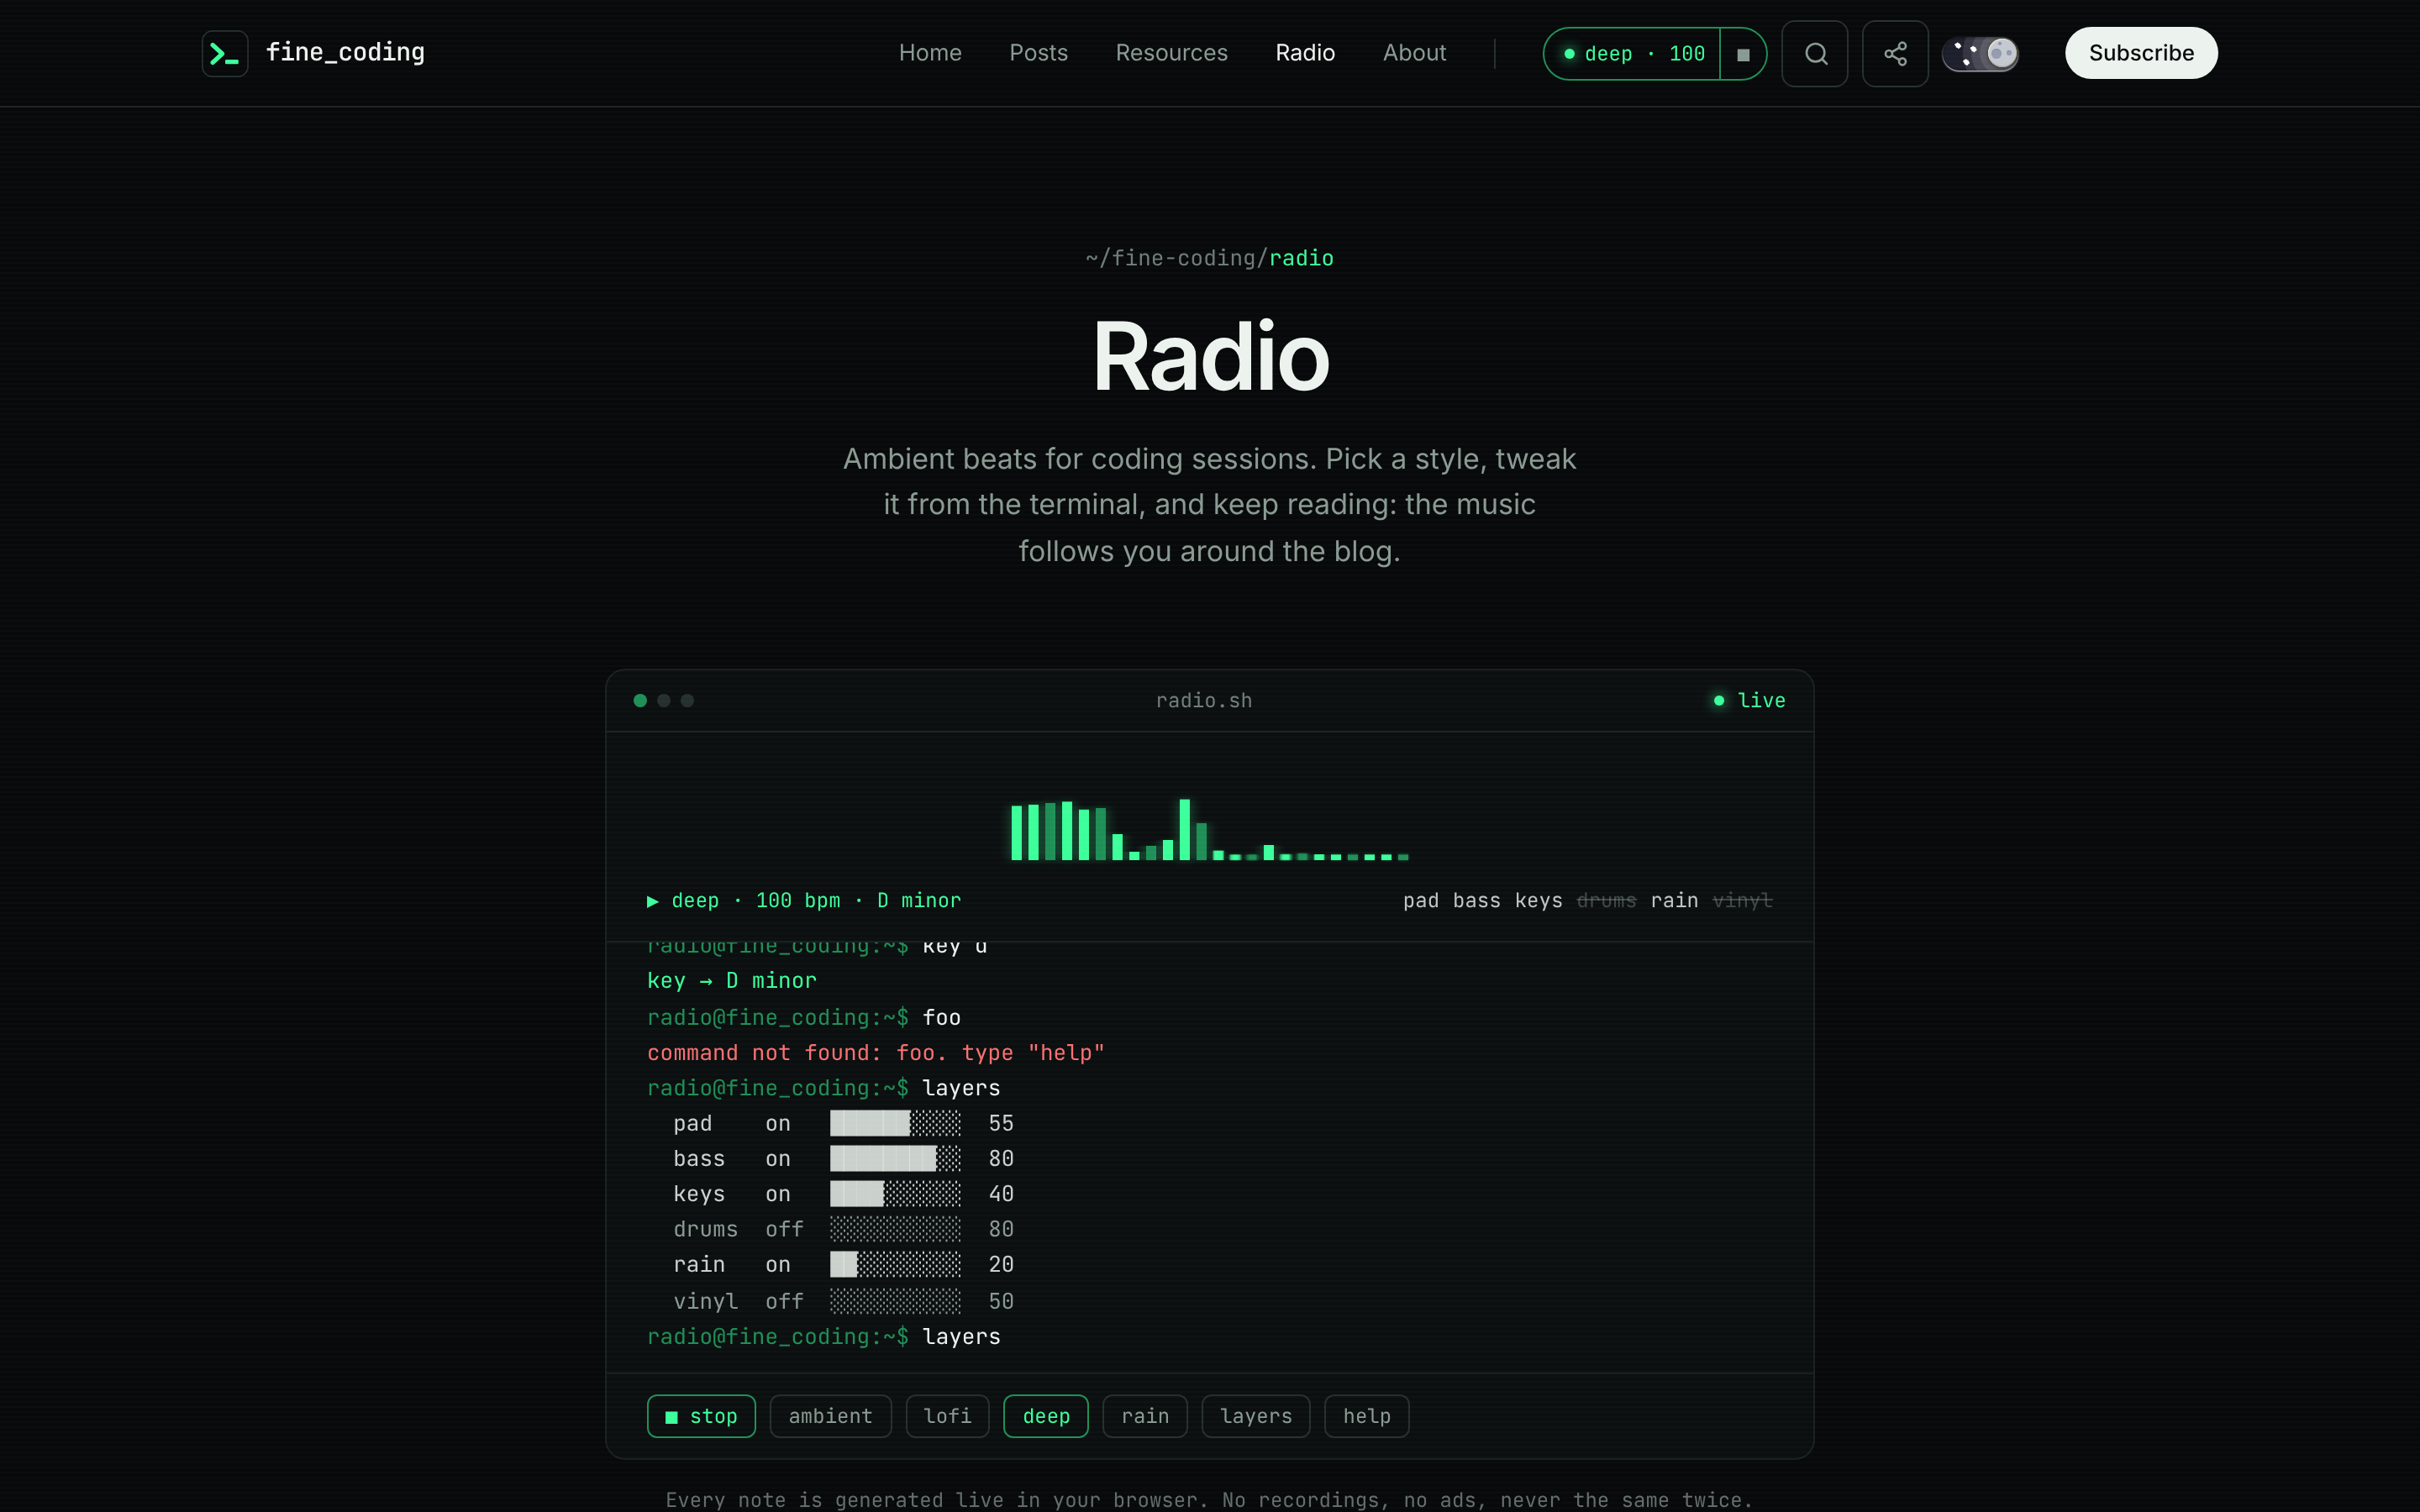 fine_coding
Home Posts Resources Radio About deep · 100 ■ Subscribe
~/fine-coding/radio
Radio
Ambient beats for coding sessions. Pick a style, tweak
it from the terminal, and keep reading: the music
follows you around the blog.
radio.sh
live
▶ deep · 100 bpm · D minor
pad bass keys drums rain vinyl
radio@fine_coding:~$ key d
key → D minor
radio@fine_coding:~$ foo
command not found: foo. type "help"
radio@fine_coding:~$ layers
pad on ██████░░░░ 55
bass on ████████░░ 80
keys on ████░░░░░░ 40
drums off ░░░░░░░░░░ 80
rain on ██░░░░░░░░ 20
vinyl off ░░░░░░░░░░ 50
radio@fine_coding:~$ layers
■ stop ambient lofi deep rain layers help
Every note is generated live in your browser. No recordings, no ads, never the same twice.